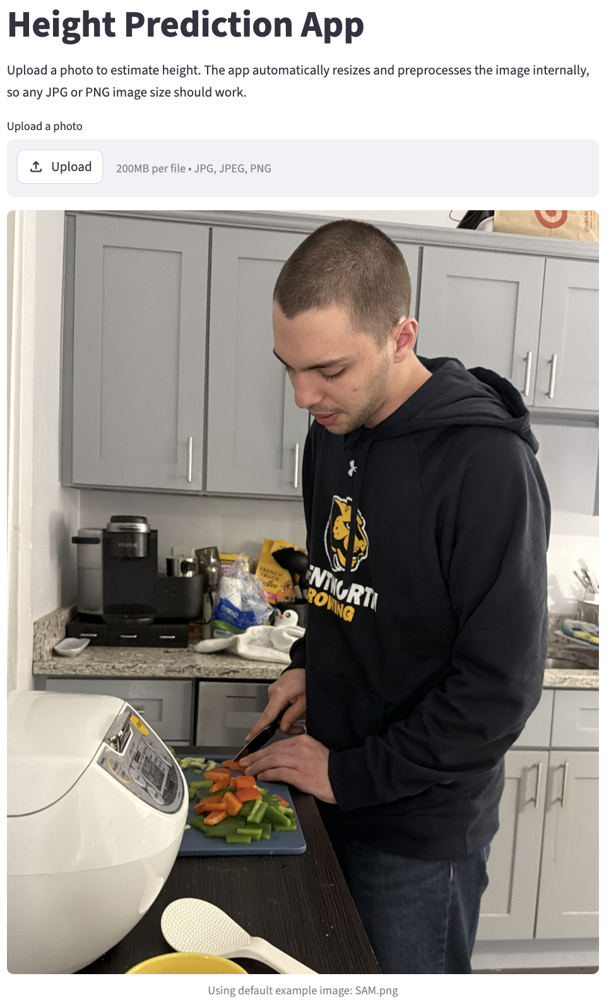 Height Prediction App
Upload a photo to estimate height. The app automatically resizes and preprocesses the image internally,
so any JPG or PNG image size should work.
Upload a photo
Upload
200MB per file • JPG, JPEG, PNG
KEURIG
FRENCH
TRUCK
Coffee
ENTWORTH
ROWING
Using default example image: SAM.png